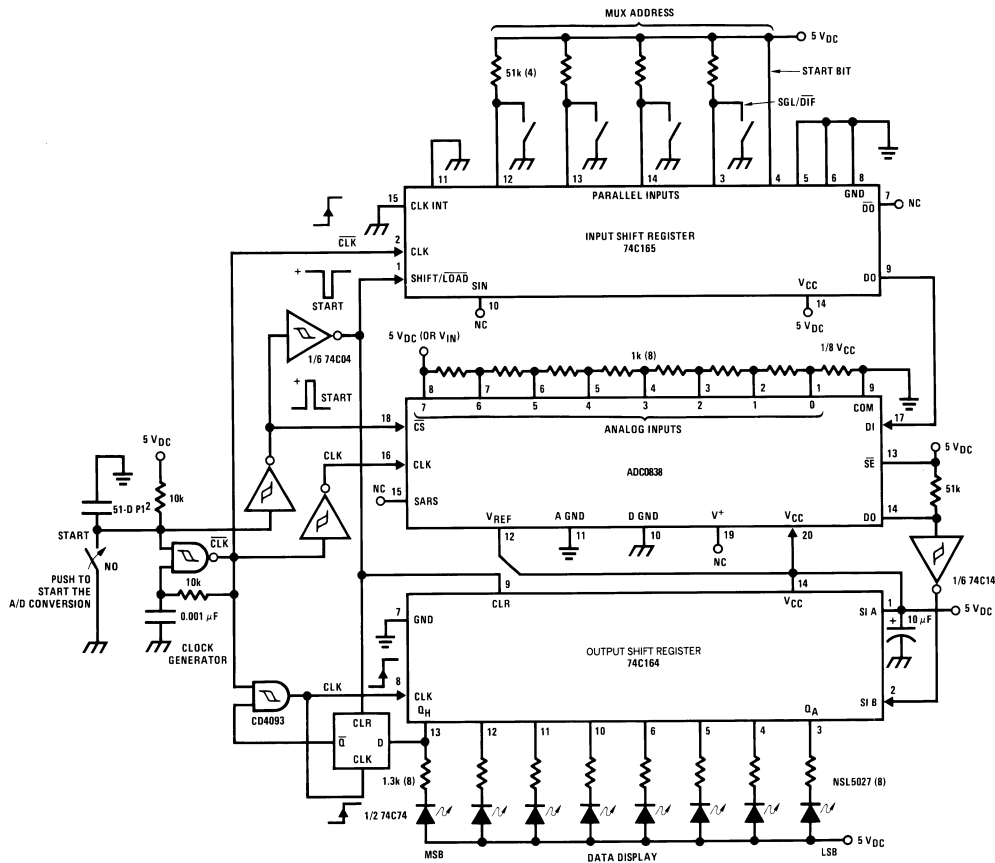 MUX ADDRESS
5 VDC
51k (4)
START BIT
SGL/DIF
11
12
13
14
3
4
5
6
8
PARALLEL INPUTS
GND
15
CLK INT
7
DO
NC
INPUT SHIFT REGISTER
74C165
CLK
2
CLK
1
SHIFT/LOAD
9
DO
+
START
SIN
VCC
10
NC
14
5 VDC
1/6 74C04
5 VDC (OR VIN)
1k (8)
1/8 VCC
START
8
7
6
5
4
3
2
1
9
7
6
5
4
3
2
1
0
COM
ANALOG INPUTS
18
CS
DI
17
CLK
16
CLK
ADC0838
13
SE
5 VDC
NC
15
SARS
51k
14
DO
VREF
A GND
D GND
V+
VCC
12
11
10
19
NC
20
5 VDC
10k
51-D P1²
START
NO
CLK
PUSH TO
START THE
A/D CONVERSION
10k
0.001 µF
CLOCK
GENERATOR
1/6 74C14
9
CLR
14
VCC
7
GND
SI A
1
5 VDC
+
10 µF
OUTPUT SHIFT REGISTER
74C164
CLK
8
CLK
SI B
2
CD4093
QH
QA
CLR
Q
D
CLK
13
12
11
10
6
5
4
3
1.3k (8)
NSL5027 (8)
1/2 74C74
MSB
DATA DISPLAY
LSB
5 VDC